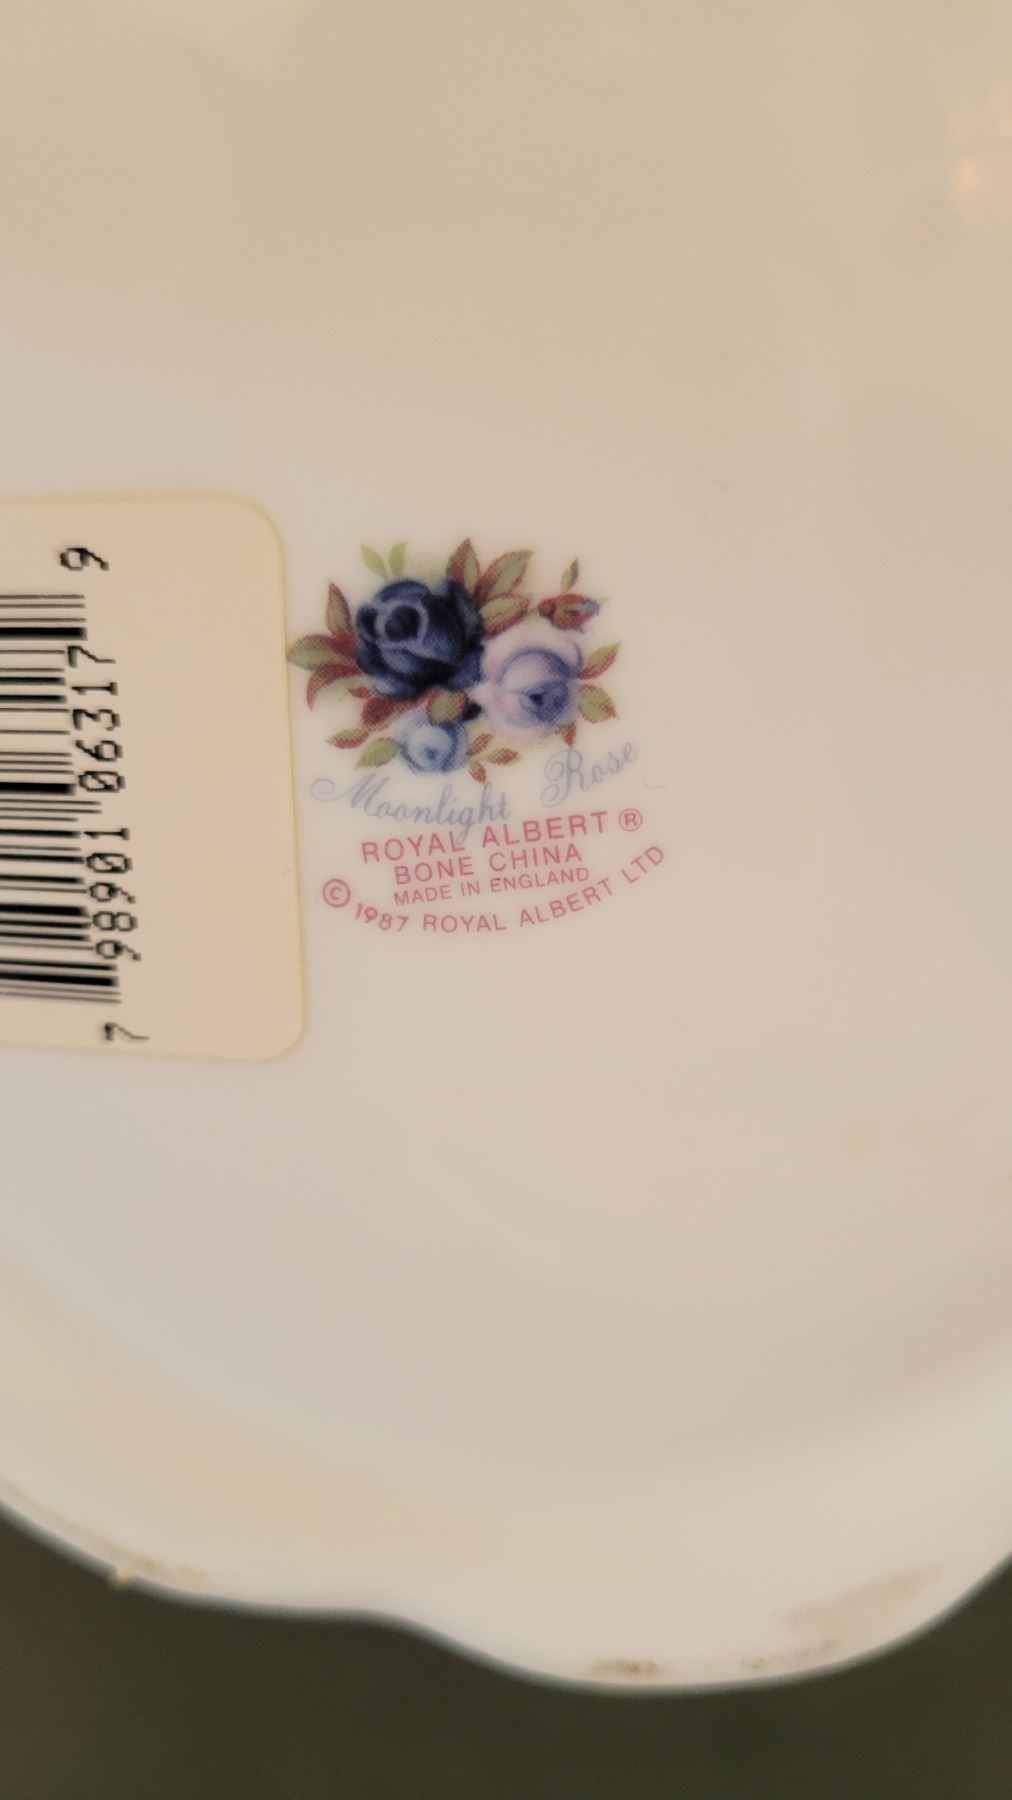 Moonlight Rose
ROYAL ALBERT ®
BONE CHINA
MADE IN ENGLAND
© 1987 ROYAL ALBERT LTD
7 98901 06317 9